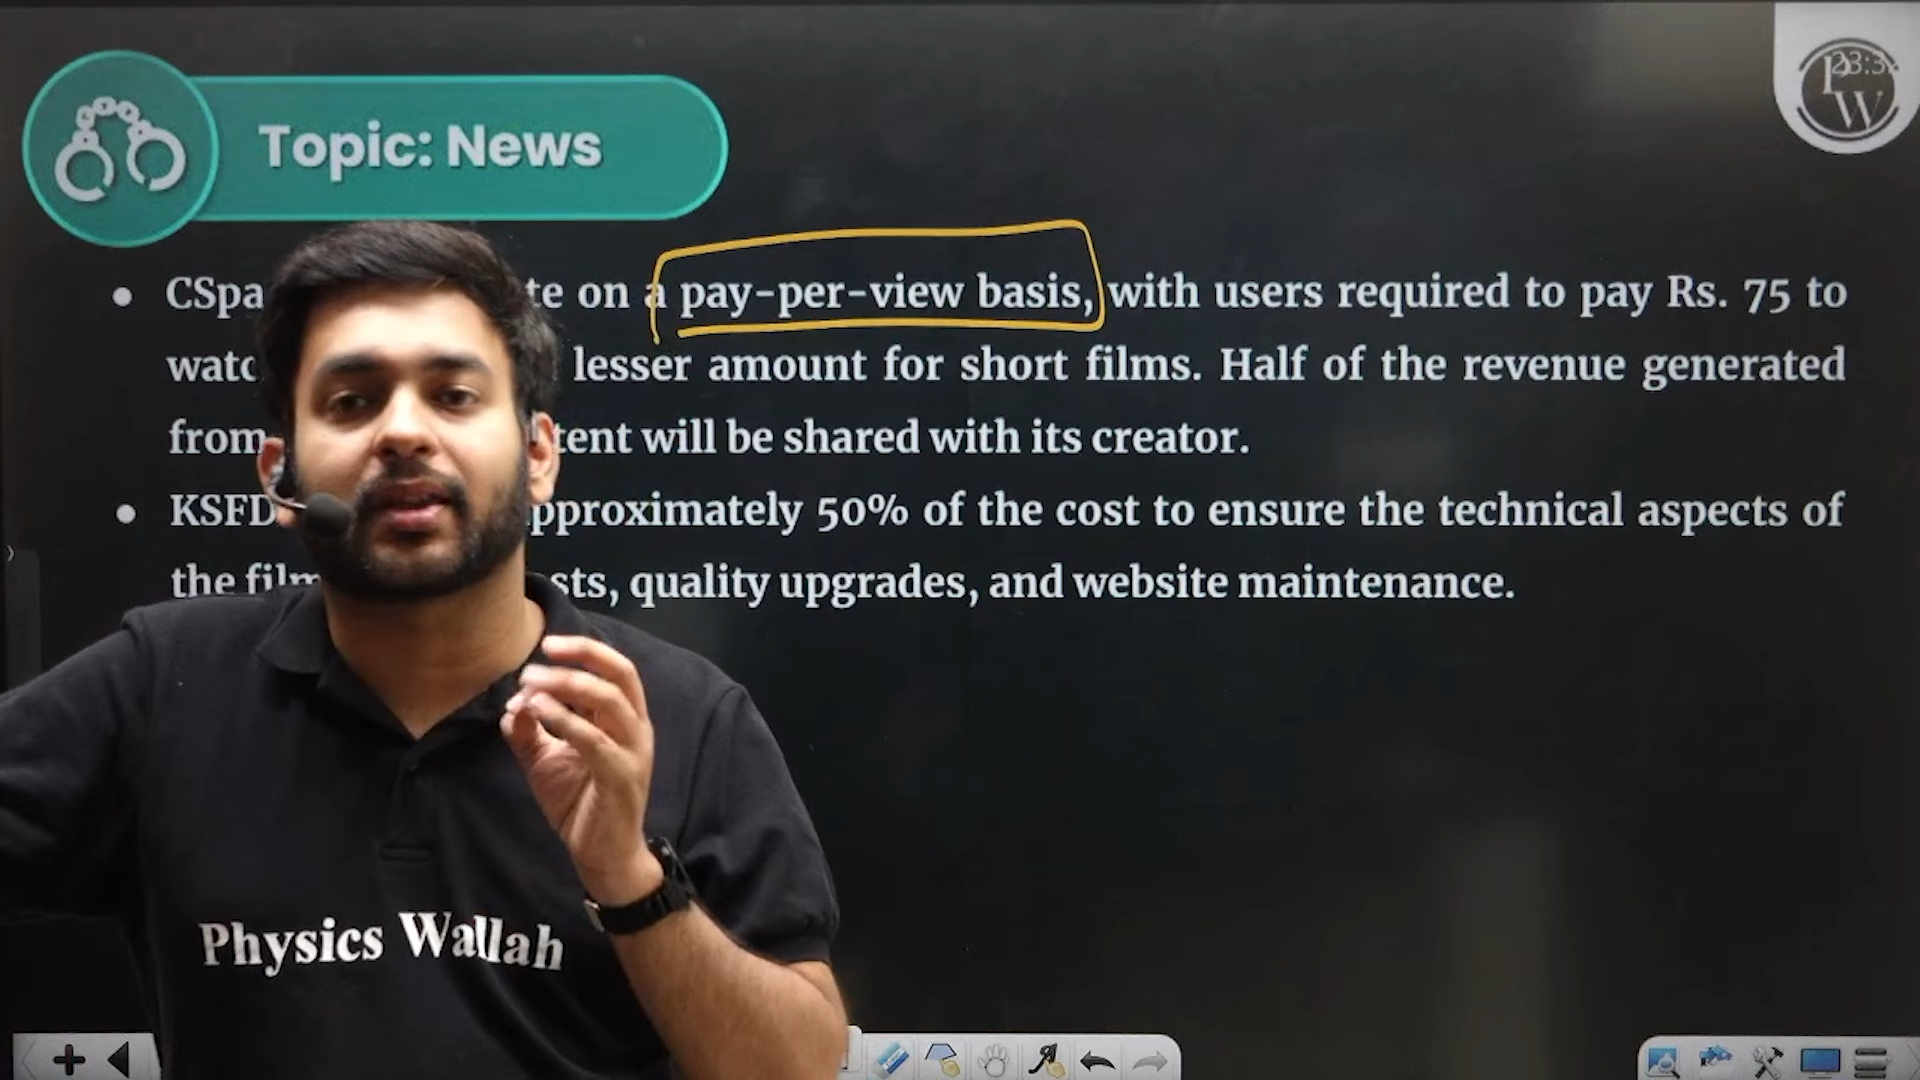 23:3
PW
Topic: News
CSpa te on a pay-per-view basis, with users required to pay Rs. 75 to
watc lesser amount for short films. Half of the revenue generated
from tent will be shared with its creator.
KSFD pproximately 50% of the cost to ensure the technical aspects of
the film sts, quality upgrades, and website maintenance.
Physics Wallah